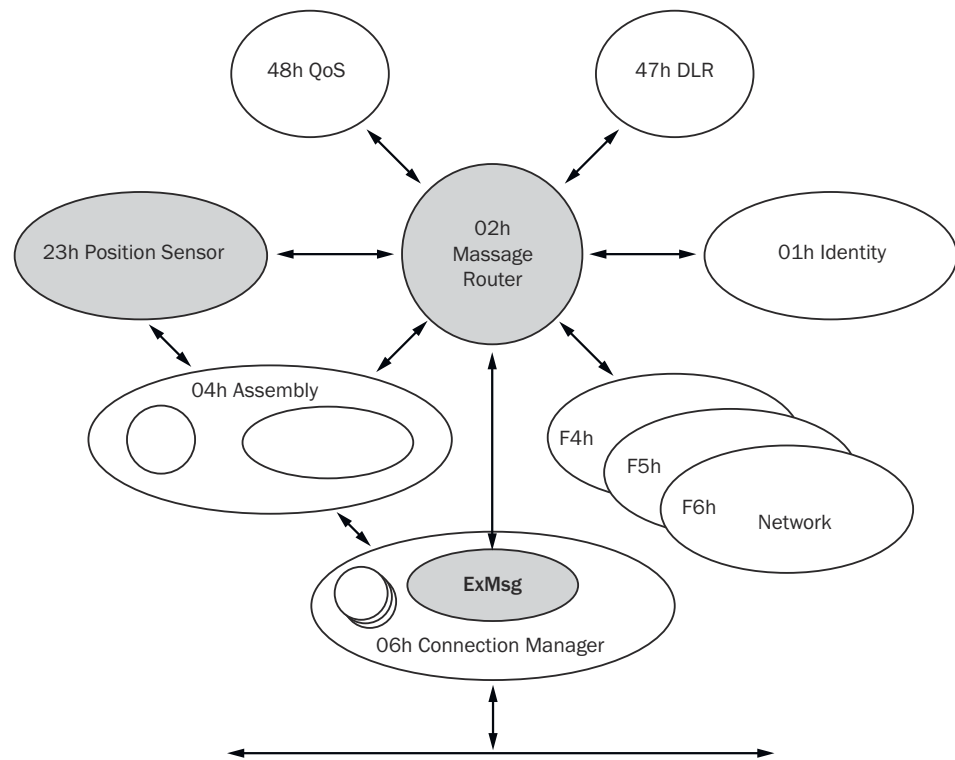 48h QoS
47h DLR
02h
Massage
Router
23h Position Sensor
01h Identity
04h Assembly
F4h
F5h
F6h
Network
ExMsg
06h Connection Manager